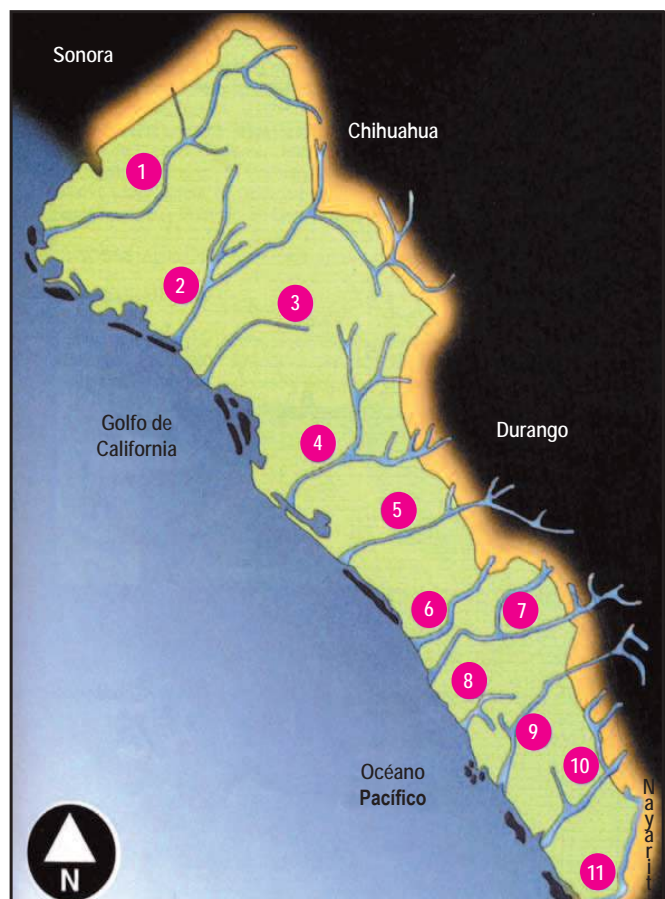 Sonora
Chihuahua
1
2
3
Golfo de
California
4
Durango
5
6
7
8
9
Océano
Pacífico
10
Nayarit
11
N